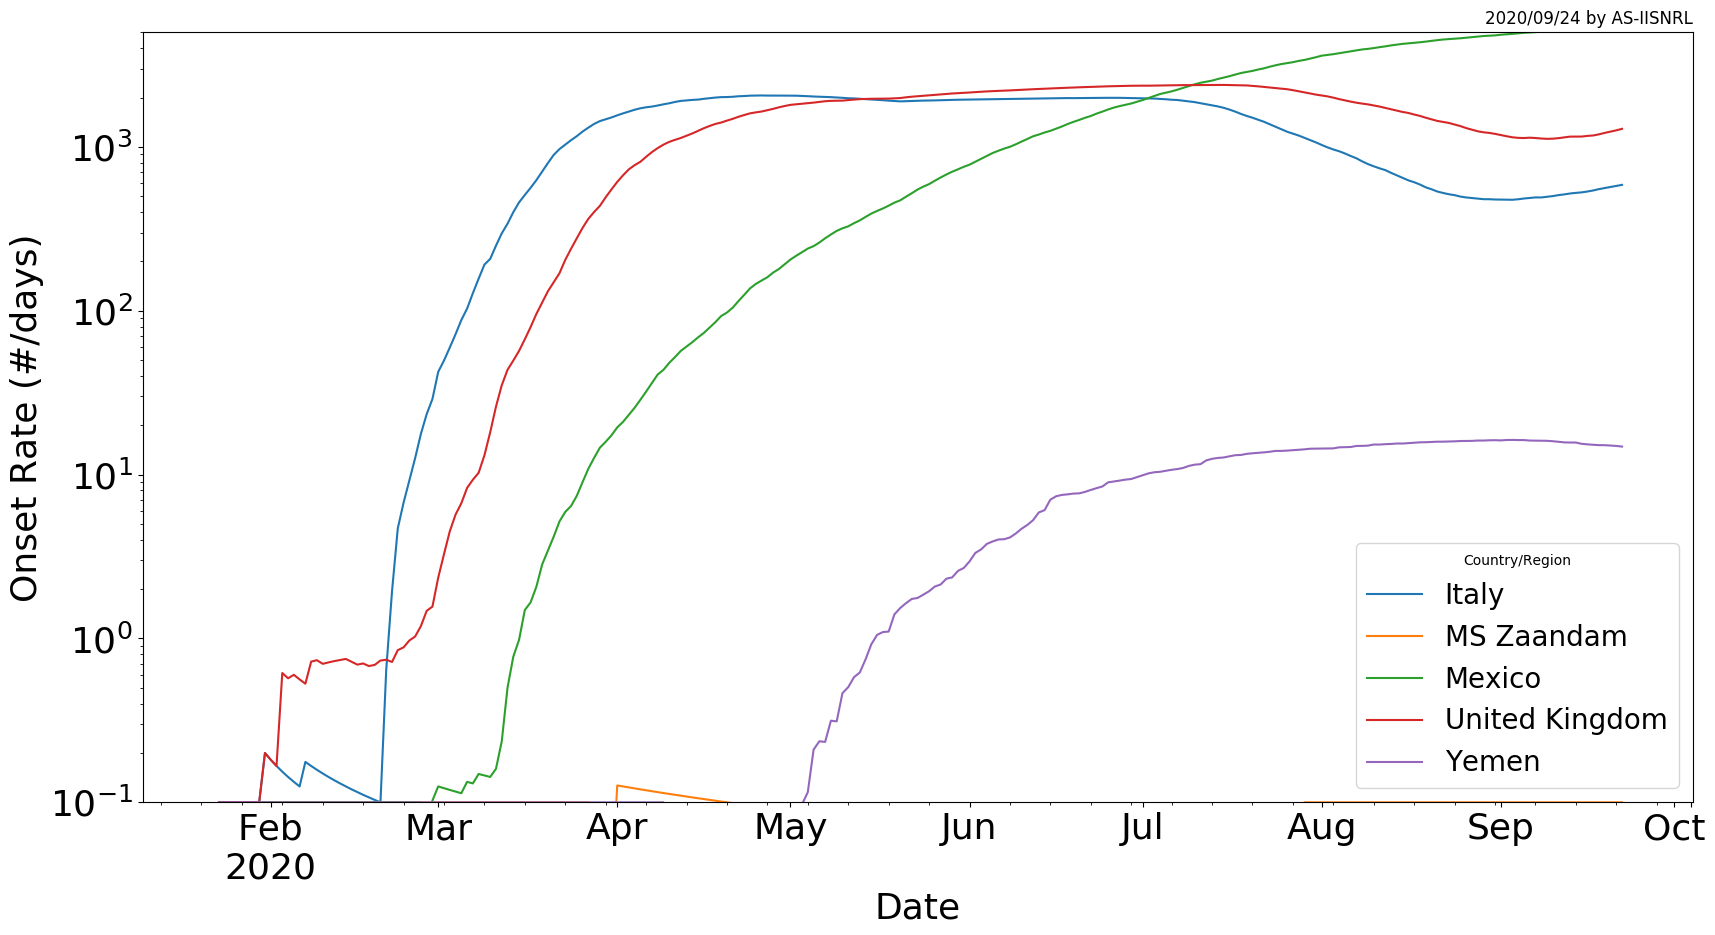 2020/09/24 by AS-IISNRL
Onset Rate (#/days)
10³
10²
10¹
10⁰
10⁻¹
Country/Region
Italy
MS Zaandam
Mexico
United Kingdom
Yemen
Feb Mar Apr May Jun Jul Aug Sep Oct
2020
Date